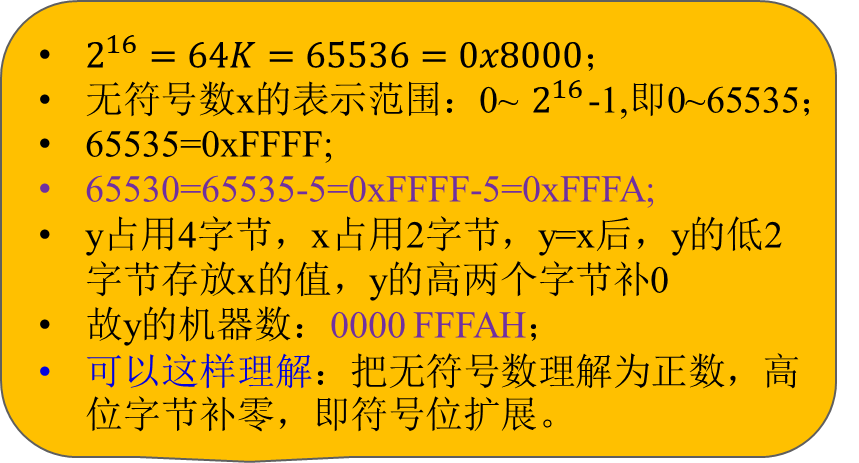 • 2¹⁶ = 64K = 65536 = 0x8000；
• 无符号数x的表示范围：0~ 2¹⁶ -1,即0~65535；
• 65535=0xFFFF;
• 65530=65535-5=0xFFFF-5=0xFFFA;
• y占用4字节，x占用2字节，y=x后，y的低2
字节存放x的值，y的高两个字节补0
• 故y的机器数：0000 FFFAH；
• 可以这样理解：把无符号数理解为正数，高
位字节补零，即符号位扩展。